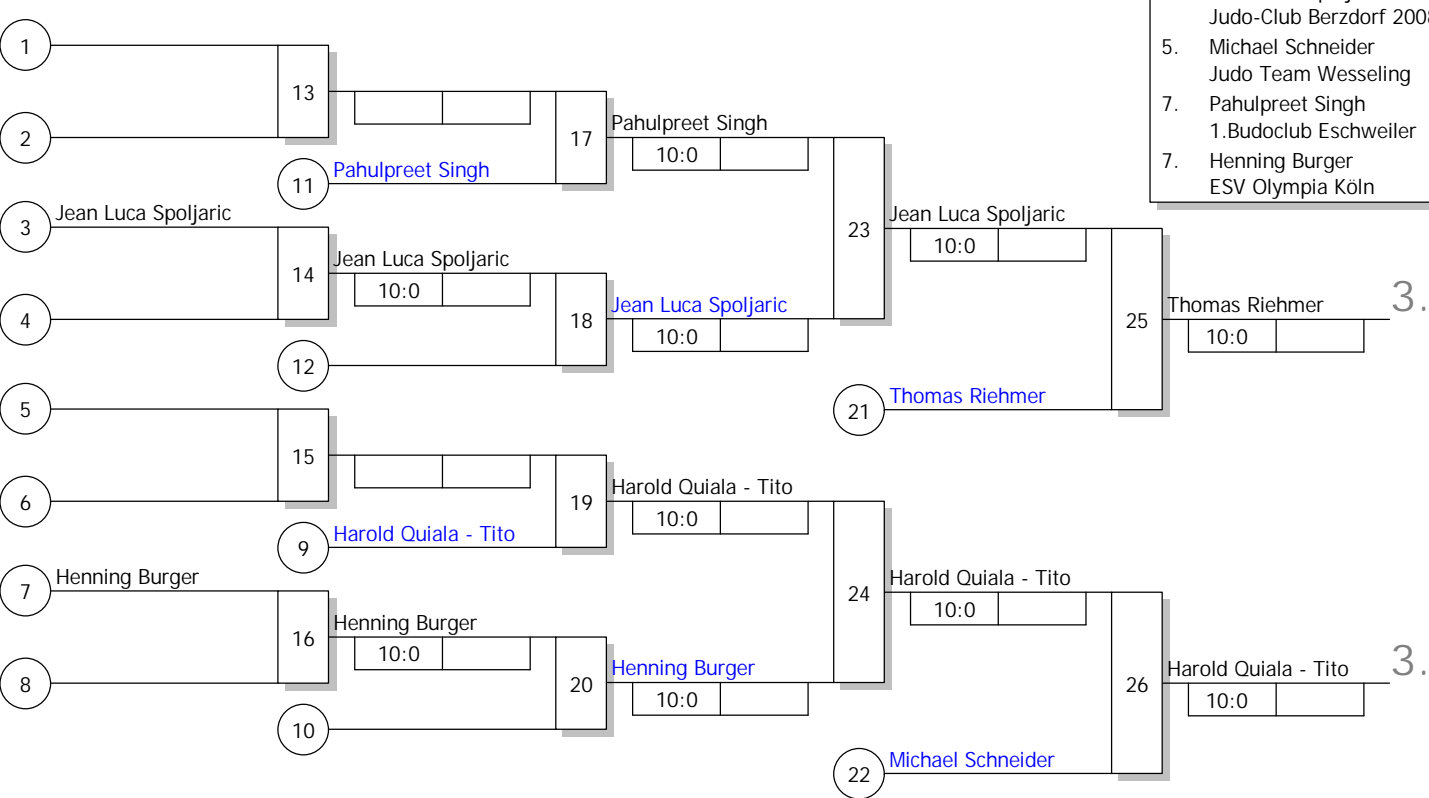 Judo-Club Berzdorf 2008
5. Michael Schneider
Judo Team Wesseling
7. Pahulpreet Singh
1.Budoclub Eschweiler
7. Henning Burger
ESV Olympia Köln
1
13
2
17
Pahulpreet Singh
10:0
11
Pahulpreet Singh
3
Jean Luca Spoljaric
23
Jean Luca Spoljaric
10:0
14
Jean Luca Spoljaric
10:0
4
18
Jean Luca Spoljaric
10:0
25
Thomas Riehmer
10:0
3.
12
5
21
Thomas Riehmer
15
6
19
Harold Quiala - Tito
10:0
9
Harold Quiala - Tito
7
Henning Burger
24
Harold Quiala - Tito
10:0
16
Henning Burger
10:0
8
20
Henning Burger
10:0
26
Harold Quiala - Tito
10:0
3.
10
22
Michael Schneider